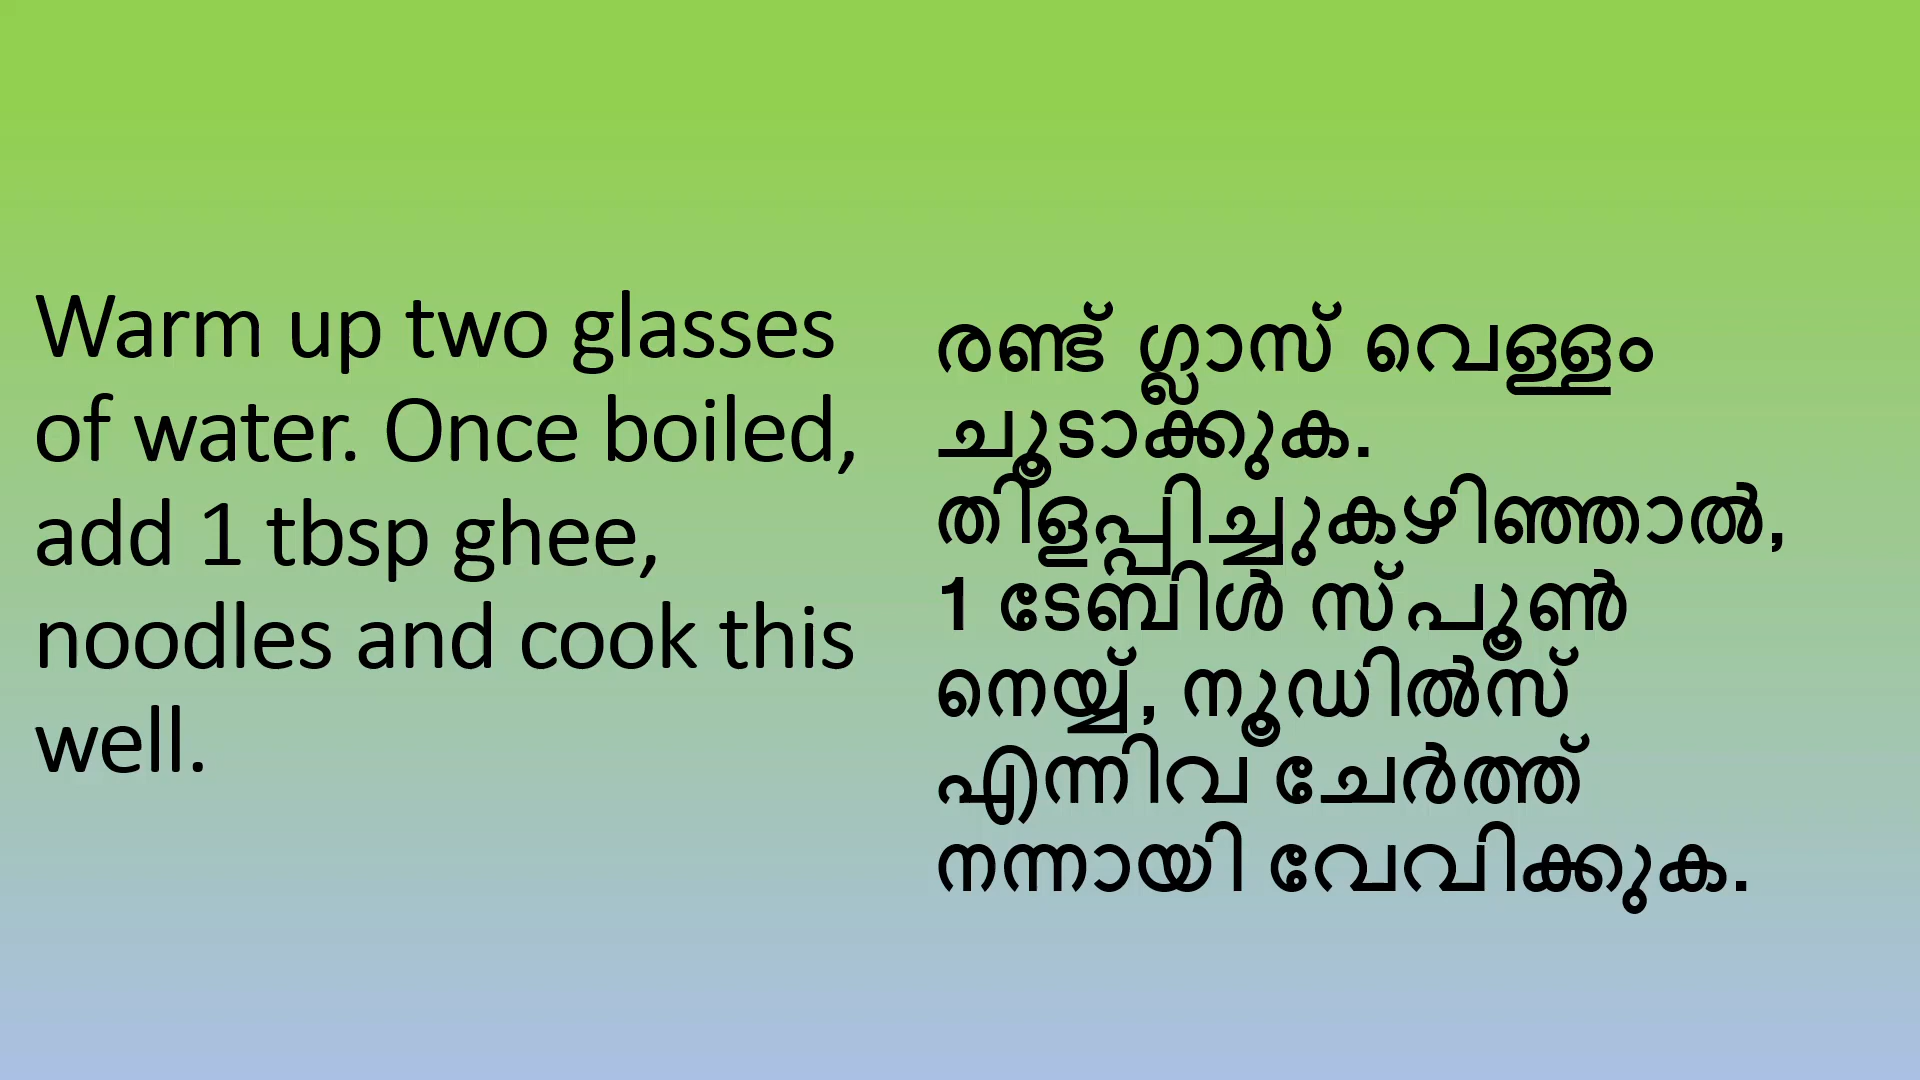 Warm up two glasses
of water. Once boiled,
add 1 tbsp ghee,
noodles and cook this
well.
രണ്ട് ഗ്ലാസ് വെള്ളം
ചൂടാക്കുക.
തിളപ്പിച്ചുകഴിഞ്ഞാൽ,
1 ടേബിൾ സ്പൂൺ
നെയ്യ്, നൂഡിൽസ്
എന്നിവ ചേർത്ത്
നന്നായി വേവിക്കുക.